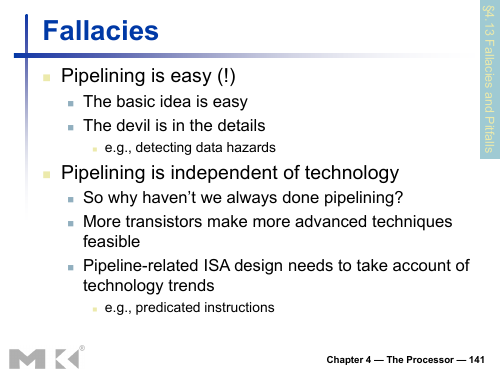 Fallacies
§4.13 Fallacies and Pitfalls
Pipelining is easy (!)
The basic idea is easy
The devil is in the details
e.g., detecting data hazards
Pipelining is independent of technology
So why haven’t we always done pipelining?
More transistors make more advanced techniques
feasible
Pipeline-related ISA design needs to take account of
technology trends
e.g., predicated instructions
MK®
Chapter 4 — The Processor — 141